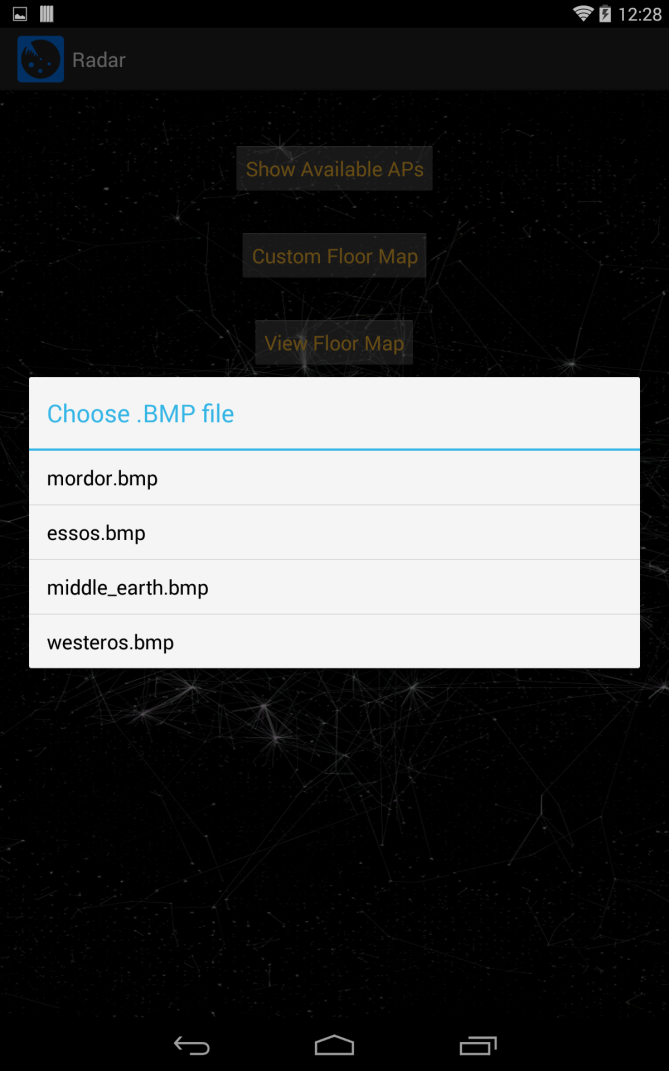 12:28
Radar
Show Available APs
Custom Floor Map
View Floor Map
Choose .BMP file
mordor.bmp
essos.bmp
middle_earth.bmp
westeros.bmp